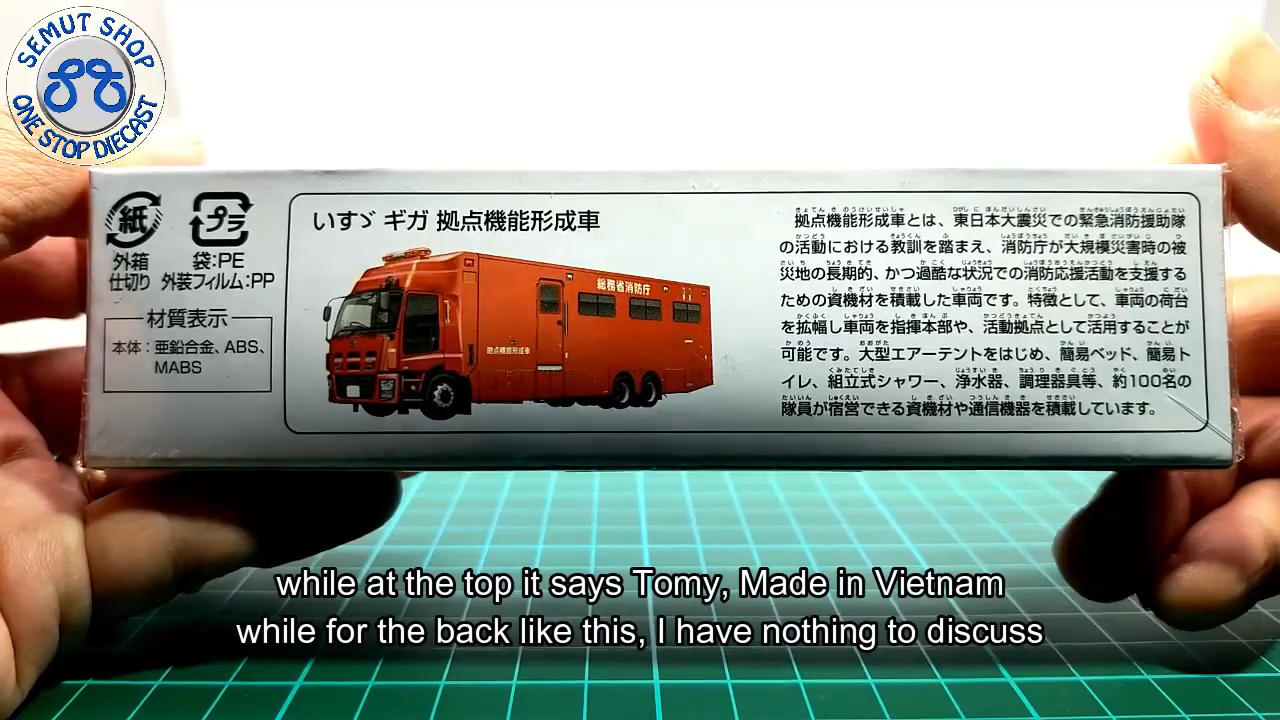 SEMUT SHOP
ONE STOP DIECAST
紙
プラ
外箱
仕切り
袋:PE
外装フィルム:PP
材質表示
本体：亜鉛合金、ABS、
MABS
いすゞ ギガ 拠点機能形成車
総務省消防庁
拠点機能形成車
拠点機能形成車とは、東日本大震災での緊急消防援助隊
の活動における教訓を踏まえ、消防庁が大規模災害時の被
災地の長期的、かつ過酷な状況での消防応援活動を支援する
ための資機材を積載した車両です。特徴として、車両の荷台
を拡幅し車両を指揮本部や、活動拠点として活用することが
可能です。大型エアーテントをはじめ、簡易ベッド、簡易ト
イレ、組立式シャワー、浄水器、調理器具等、約100名の
隊員が宿営できる資機材や通信機器を積載しています。
while at the top it says Tomy, Made in Vietnam
while for the back like this, I have nothing to discuss